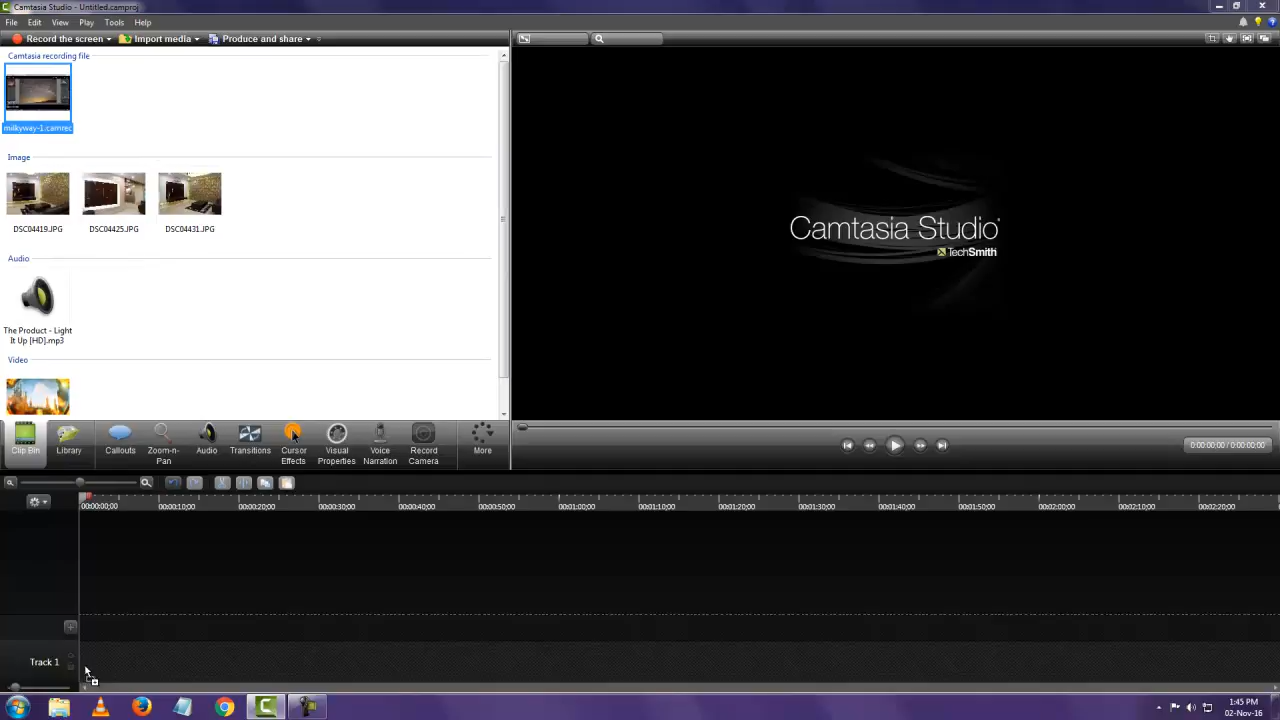 Camtasia Studio - Untitled.camproj
File Edit View Play Tools Help
Record the screen Import media Produce and share
Camtasia recording file
milkyway-1.camrec
Image
DSC04419.JPG DSC04425.JPG DSC04431.JPG
Audio
The Product - Light
It Up [HD].mp3
Video
Camtasia Studio
TechSmith
Clip Bin Library Callouts Zoom-n-Pan Audio Transitions Cursor Effects Visual Properties Voice Narration Record Camera More
0:00:00;00 / 0:00:00;00
00:00:00;00 00:00:10;00 00:00:20;00 00:00:30;00 00:00:40;00 00:00:50;00 00:01:00;00 00:01:10;00 00:01:20;00 00:01:30;00 00:01:40;00 00:01:50;00 00:02:00;00 00:02:10;00 00:02:20;00
Track 1
1:45 PM
02-Nov-16